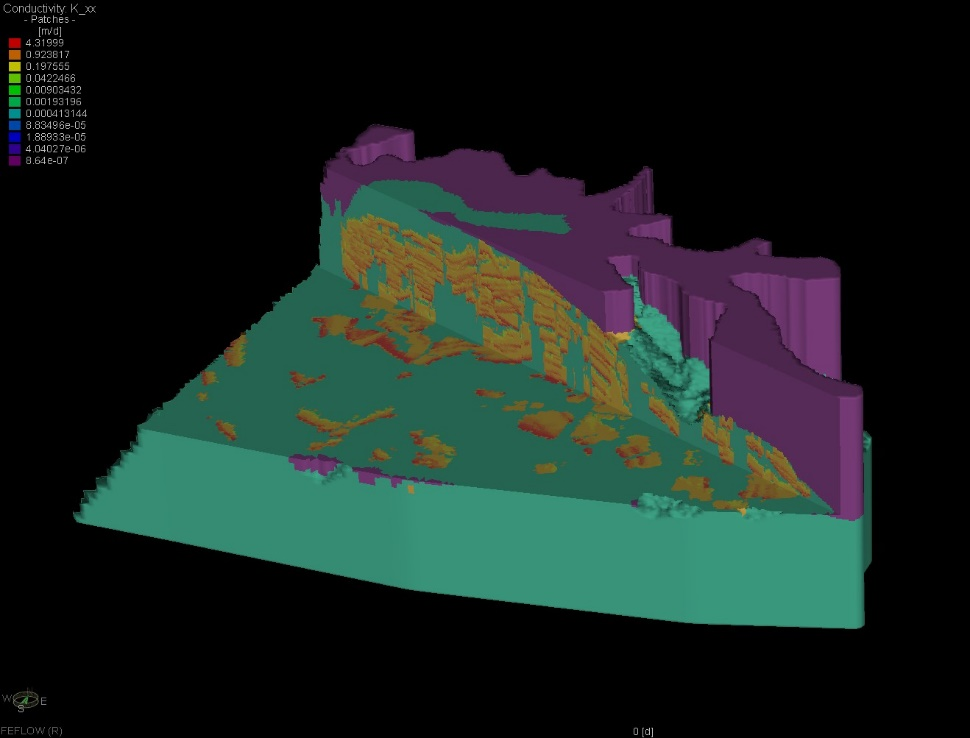 Conductivity: K_xx
- Patches -
[m/d]
4.31999
0.923817
0.197555
0.0422466
0.00903432
0.00193196
0.000413144
8.83496e-05
1.88933e-05
4.04027e-06
8.64e-07
W E
S
FEFLOW (R)
0 [d]